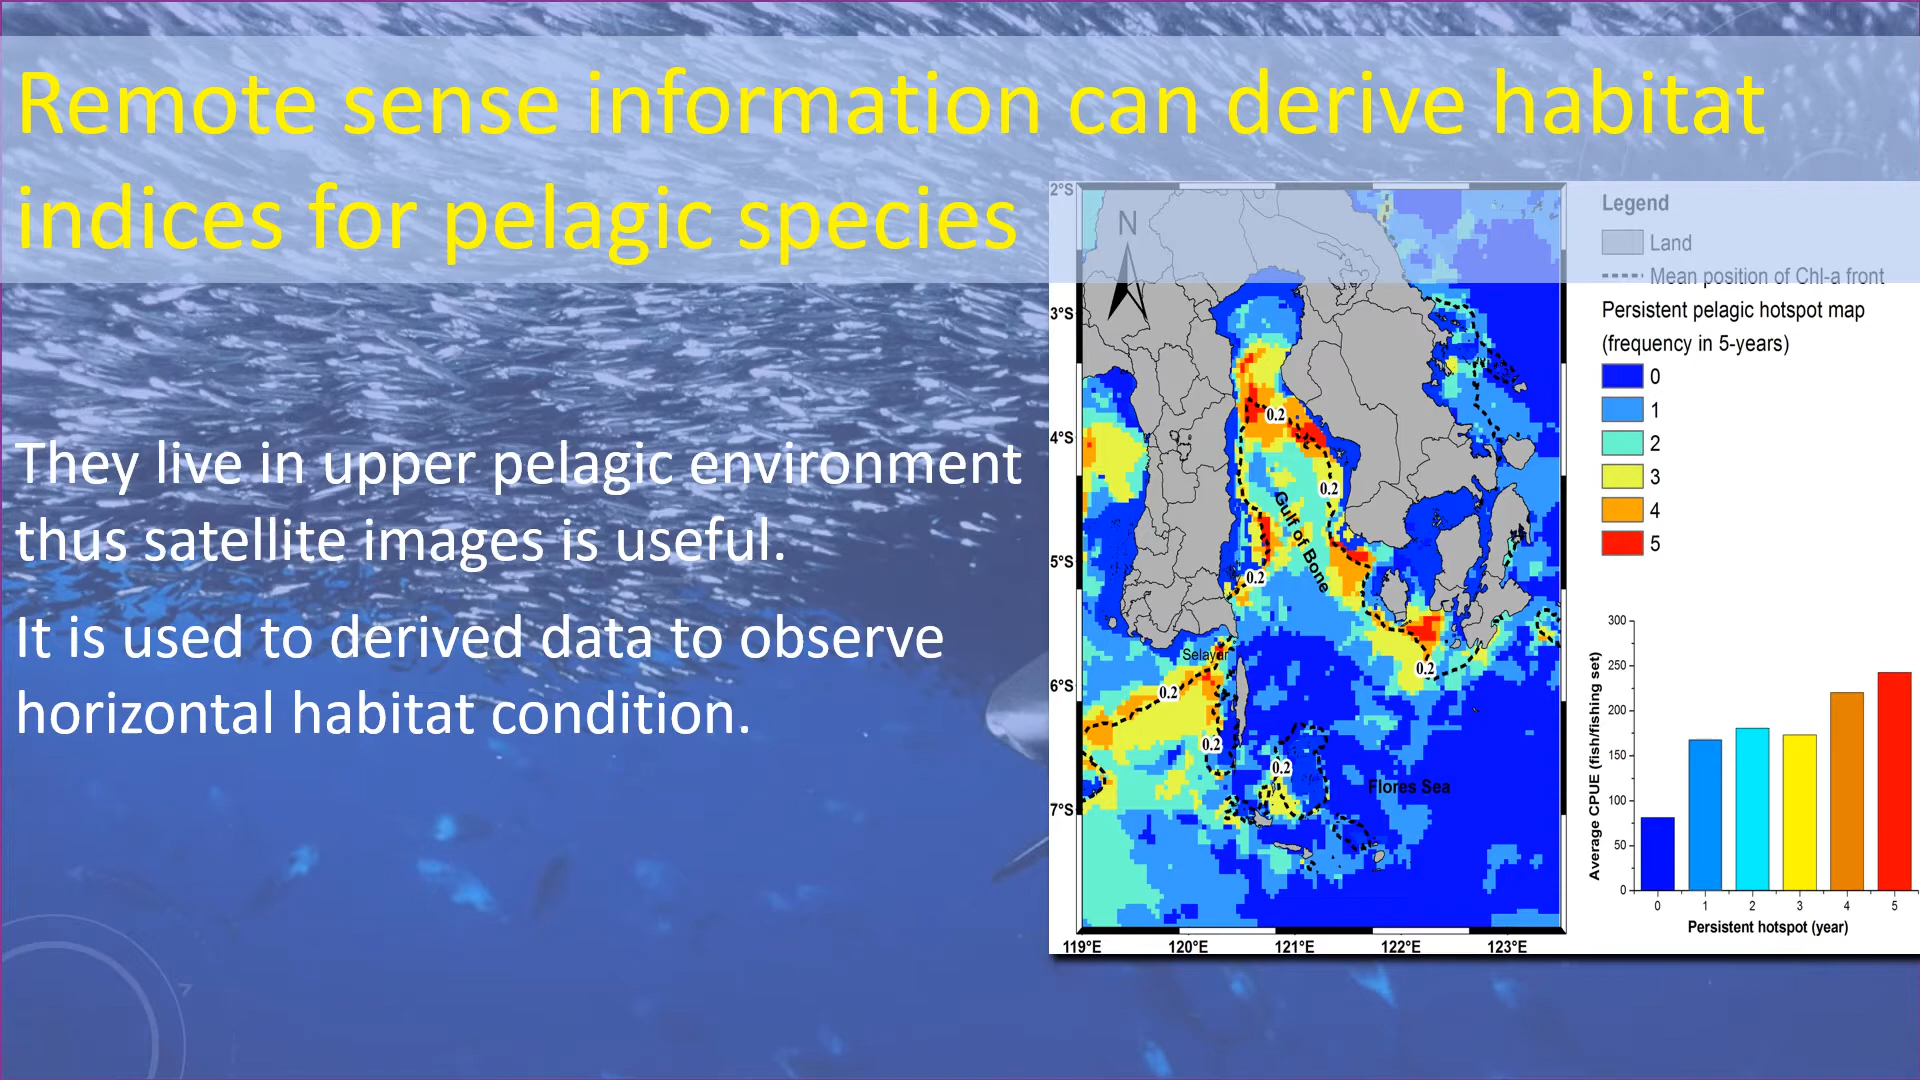 Remote sense information can derive habitat
indices for pelagic species
They live in upper pelagic environment
thus satellite images is useful.
It is used to derived data to observe
horizontal habitat condition.
2°S
3°S
4°S
5°S
6°S
7°S
119°E 120°E 121°E 122°E 123°E
N
0.2
0.2
Gulf of Bone
0.2
Selayar
0.2
0.2
0.2
0.2
Flores Sea
Legend
Land
Mean position of Chl-a front
Persistent pelagic hotspot map
(frequency in 5-years)
0
1
2
3
4
5
Average CPUE (fish/fishing set)
300
250
200
150
100
50
0
0 1 2 3 4 5
Persistent hotspot (year)